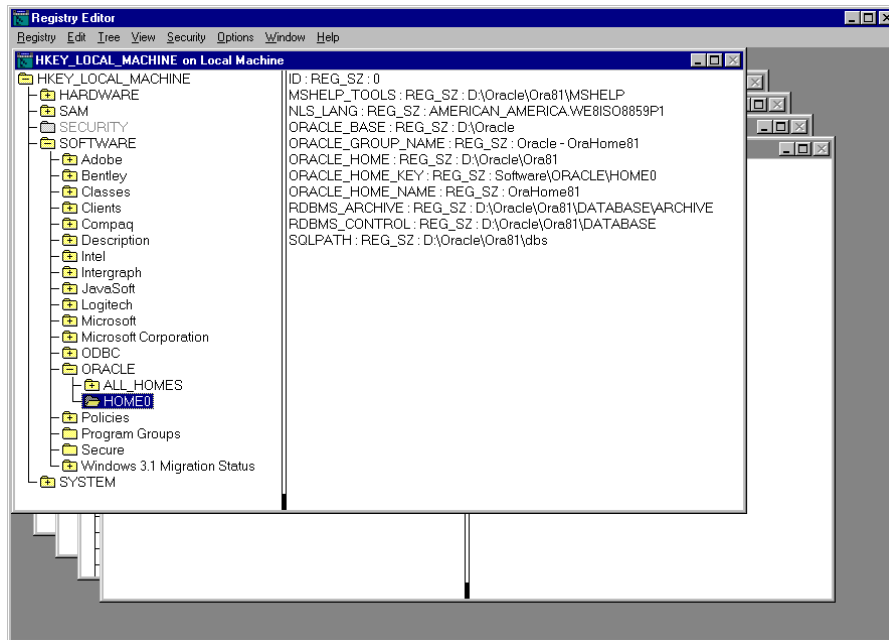 Registry Editor
Registry Edit Tree View Security Options Window Help
HKEY_LOCAL_MACHINE on Local Machine
HKEY_LOCAL_MACHINE
HARDWARE
SAM
SECURITY
SOFTWARE
Adobe
Bentley
Classes
Clients
Compaq
Description
Intel
Intergraph
JavaSoft
Logitech
Microsoft
Microsoft Corporation
ODBC
ORACLE
ALL_HOMES
HOME0
Policies
Program Groups
Secure
Windows 3.1 Migration Status
SYSTEM
ID : REG_SZ : 0
MSHELP_TOOLS : REG_SZ : D:\Oracle\Ora81\MSHELP
NLS_LANG : REG_SZ : AMERICAN_AMERICA.WE8ISO8859P1
ORACLE_BASE : REG_SZ : D:\Oracle
ORACLE_GROUP_NAME : REG_SZ : Oracle - OraHome81
ORACLE_HOME : REG_SZ : D:\Oracle\Ora81
ORACLE_HOME_KEY : REG_SZ : Software\ORACLE\HOME0
ORACLE_HOME_NAME : REG_SZ : OraHome81
RDBMS_ARCHIVE : REG_SZ : D:\Oracle\Ora81\DATABASE\ARCHIVE
RDBMS_CONTROL : REG_SZ : D:\Oracle\Ora81\DATABASE
SQLPATH : REG_SZ : D:\Oracle\Ora81\dbs